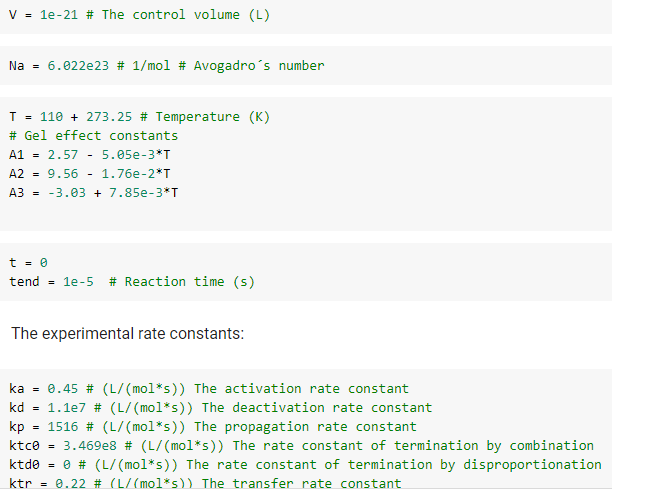 V = 1e-21 # The control volume (L)
Na = 6.022e23 # 1/mol # Avogadro´s number
T = 110 + 273.25 # Temperature (K)
# Gel effect constants
A1 = 2.57 - 5.05e-3*T
A2 = 9.56 - 1.76e-2*T
A3 = -3.03 + 7.85e-3*T
t = 0
tend = 1e-5  # Reaction time (s)
The experimental rate constants:
ka = 0.45 # (L/(mol*s)) The activation rate constant
kd = 1.1e7 # (L/(mol*s)) The deactivation rate constant
kp = 1516 # (L/(mol*s)) The propagation rate constant
ktc0 = 3.469e8 # (L/(mol*s)) The rate constant of termination by combination
ktd0 = 0 # (L/(mol*s)) The rate constant of termination by disproportionation
ktr = 0.22 # (L/(mol*s)) The transfer rate constant